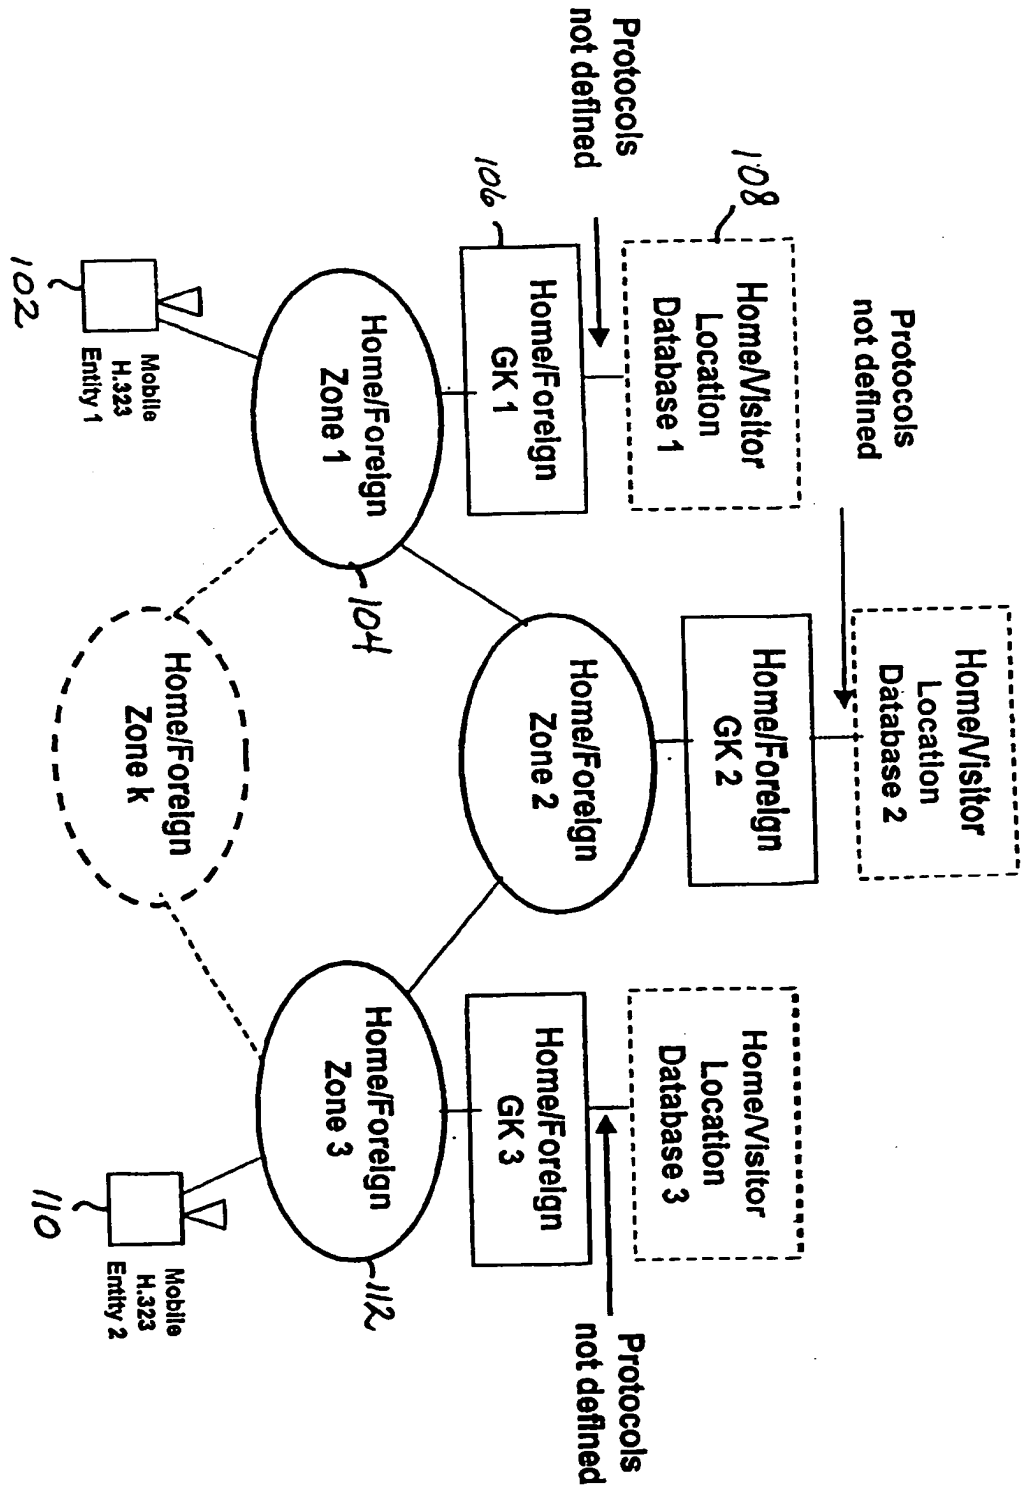 Protocols
not defined
Protocols
not defined
Protocols
not defined
108
Home/Visitor
Location
Database 1
Home/Visitor
Location
Database 2
Home/Visitor
Location
Database 3
106
Home/Foreign
GK 1
Home/Foreign
GK 2
Home/Foreign
GK 3
Home/Foreign
Zone 1
104
Home/Foreign
Zone 2
Home/Foreign
Zone 3
112
Home/Foreign
Zone k
102
Mobile
H.323
Entity 1
110
Mobile
H.323
Entity 2